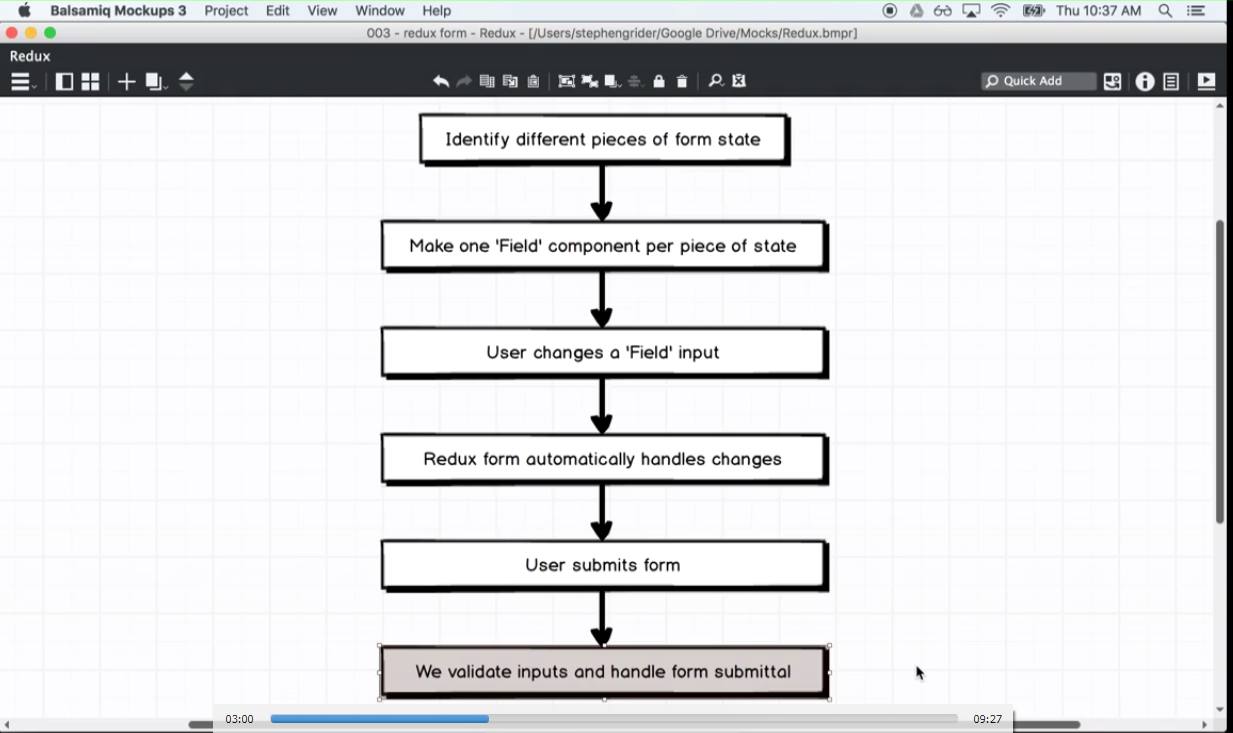 Balsamiq Mockups 3 Project Edit View Window Help Thu 10:37 AM
003 - redux form - Redux - [/Users/stephengrider/Google Drive/Mocks/Redux.bmpr]
Redux
Quick Add
Identify different pieces of form state
Make one 'Field' component per piece of state
User changes a 'Field' input
Redux form automatically handles changes
User submits form
We validate inputs and handle form submittal
03:00 09:27